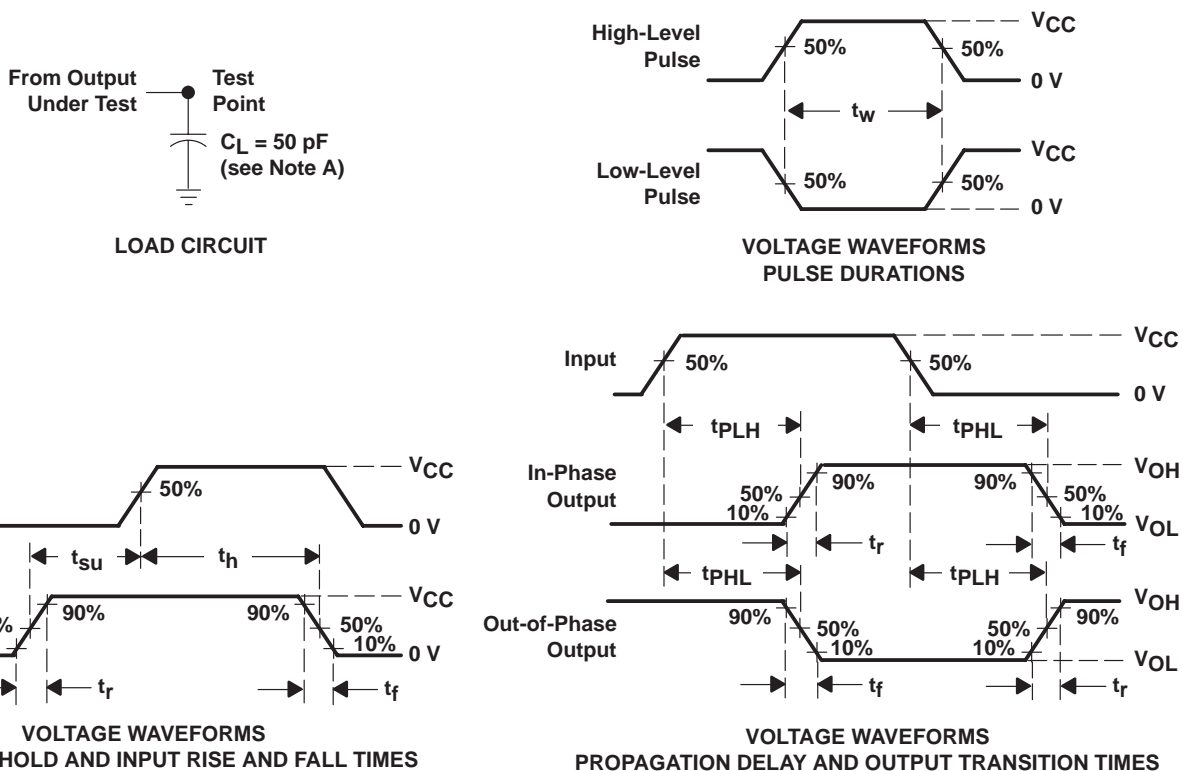 From Output
Under Test
Test
Point
CL = 50 pF
(see Note A)
LOAD CIRCUIT
High-Level
Pulse
50%
50%
VCC
0 V
tw
Low-Level
Pulse
50%
50%
VCC
0 V
VOLTAGE WAVEFORMS
PULSE DURATIONS
50%
VCC
0 V
tsu
th
%
90%
90%
50%
10%
VCC
0 V
tr
tf
VOLTAGE WAVEFORMS
HOLD AND INPUT RISE AND FALL TIMES
Input
50%
50%
VCC
0 V
tPLH
tPHL
In-Phase
Output
50%
10%
90%
90%
50%
10%
VOH
VOL
tr
tf
tPHL
tPLH
Out-of-Phase
Output
90%
50%
10%
50%
10%
90%
VOH
VOL
tf
tr
VOLTAGE WAVEFORMS
PROPAGATION DELAY AND OUTPUT TRANSITION TIMES